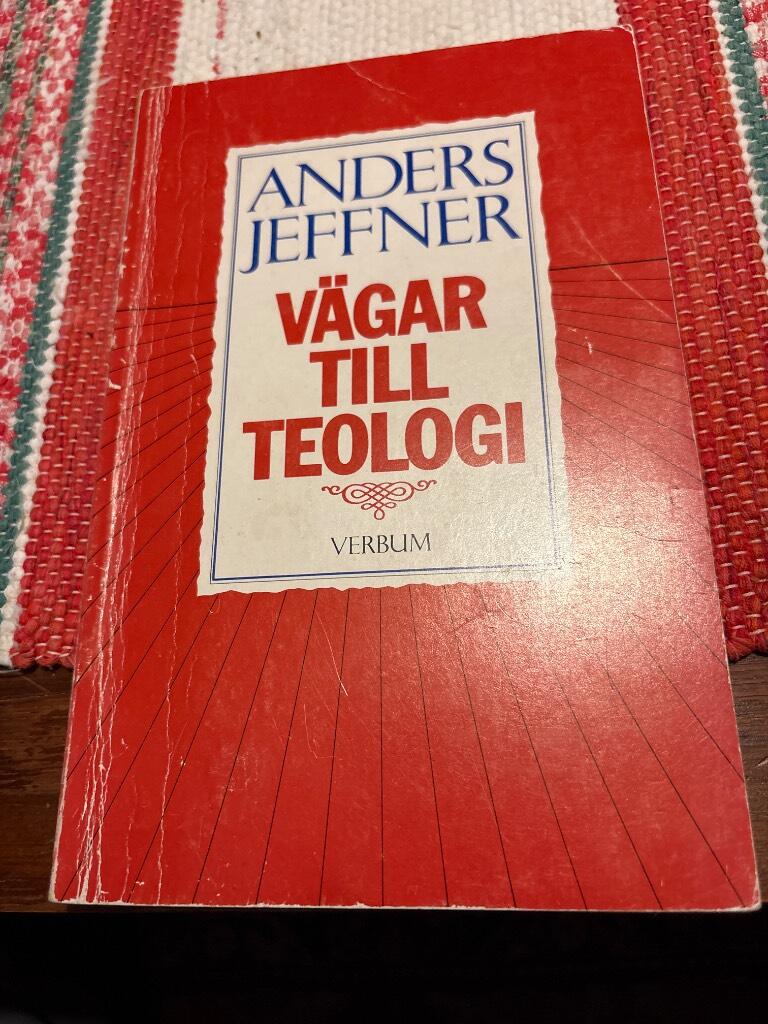 ANDERS
JEFFNER
VÄGAR
TILL
TEOLOGI
VERBUM